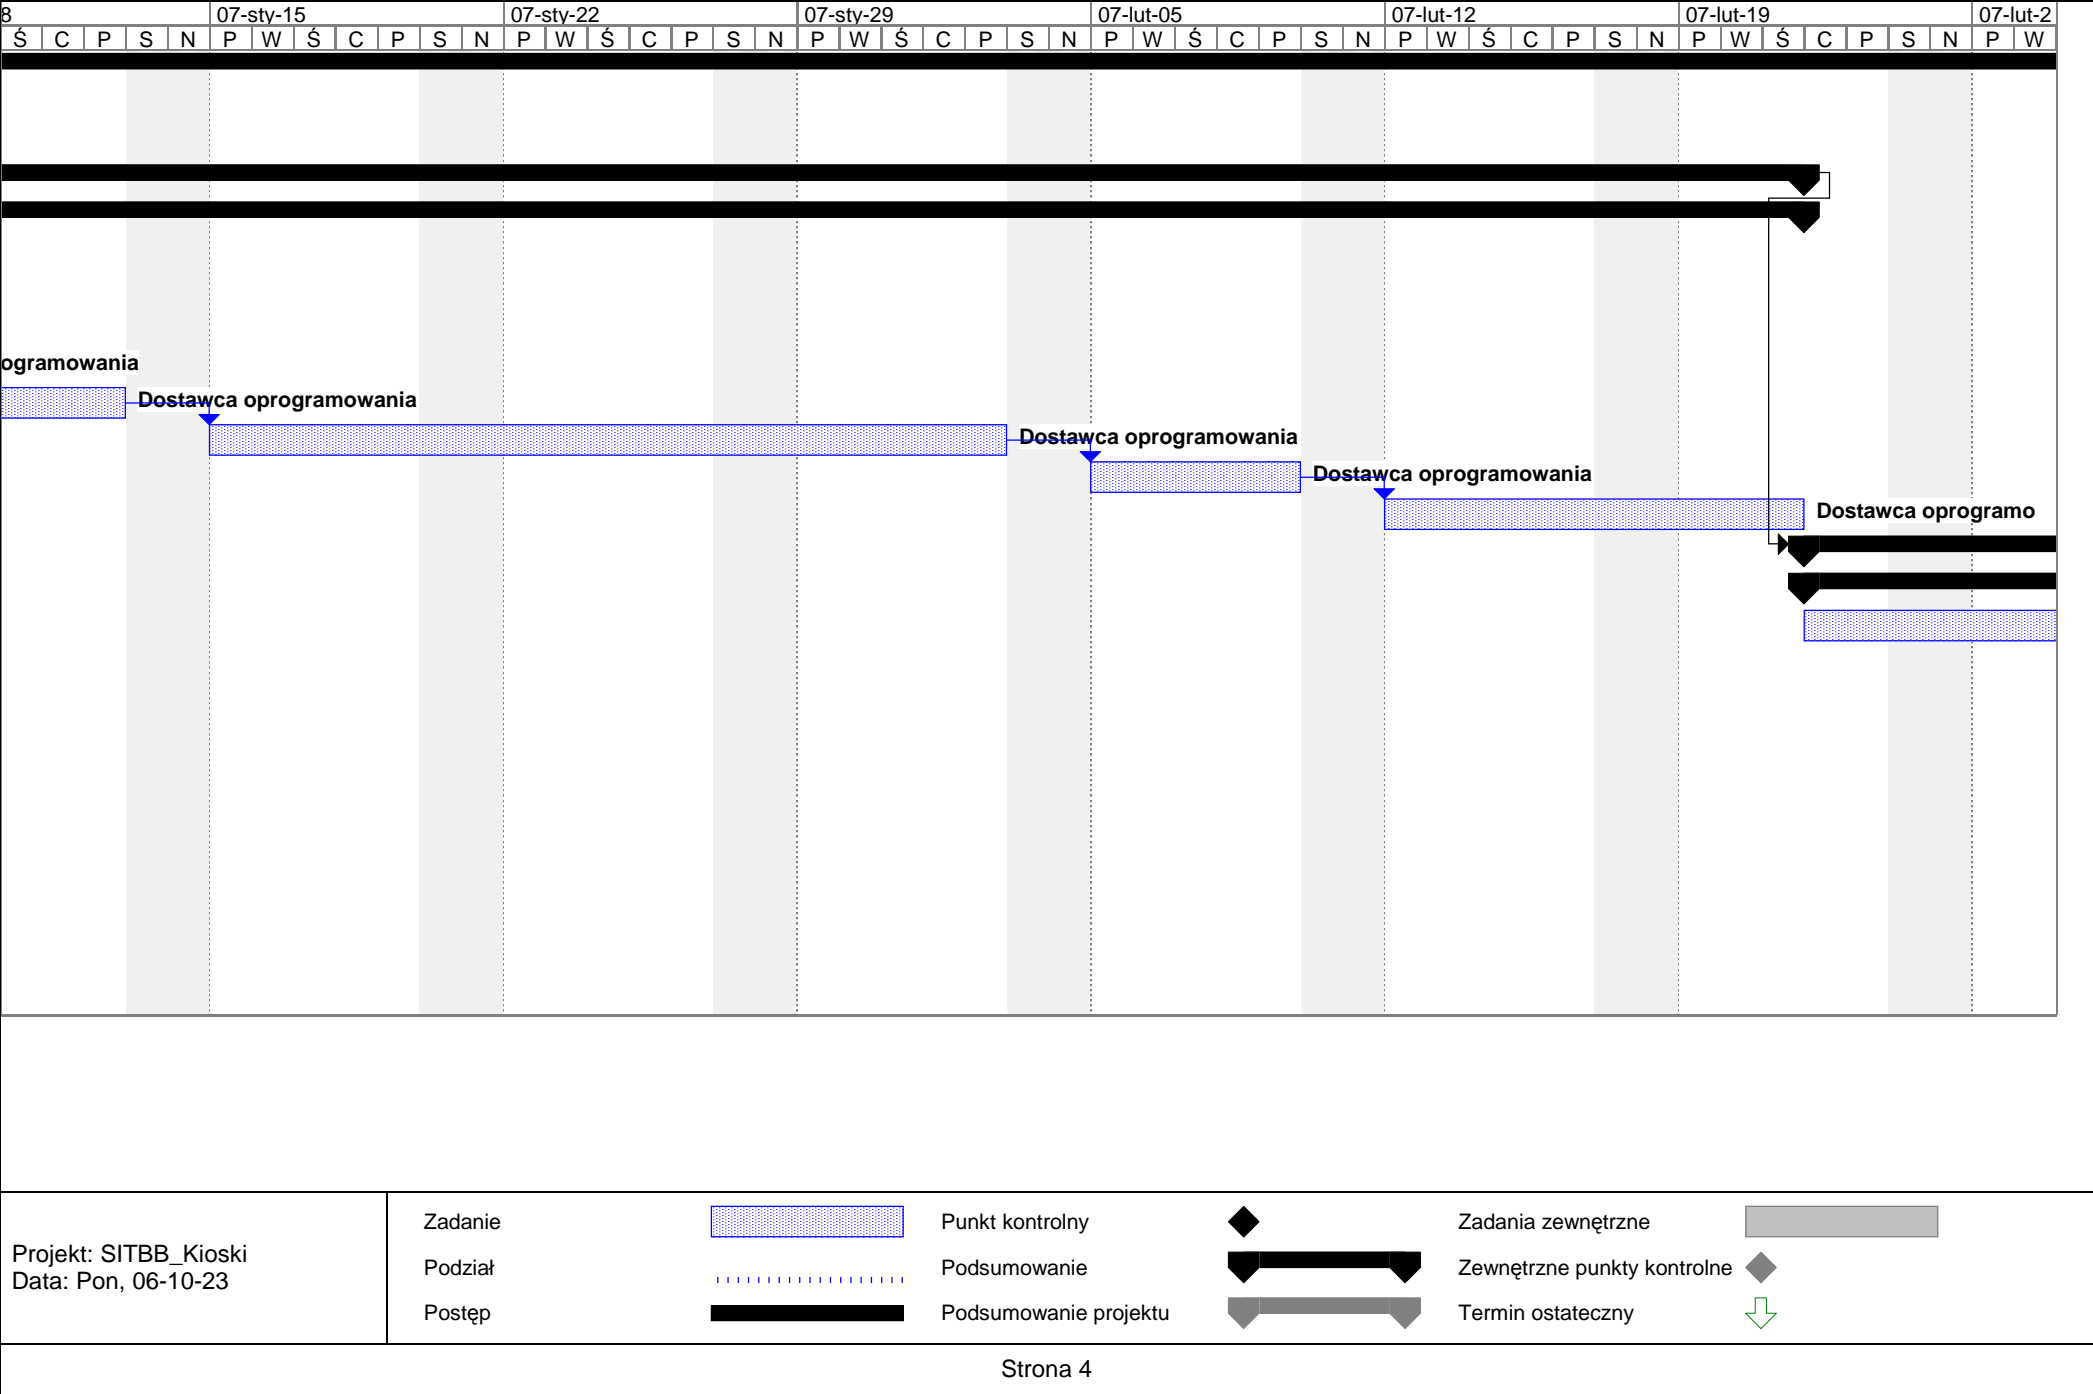 8 07-sty-15 07-sty-22 07-sty-29 07-lut-05 07-lut-12 07-lut-19 07-lut-2
Ś C P S N P W Ś C P S N P W Ś C P S N P W Ś C P S N P W Ś C P S N P W Ś C P S N P W Ś C P S N P W
ogramowania
Dostawca oprogramowania
Dostawca oprogramowania
Dostawca oprogramowania
Dostawca oprogramo
Projekt: SITBB_Kioski
Data: Pon, 06-10-23
Zadanie Punkt kontrolny Zadania zewnętrzne
Podział Podsumowanie Zewnętrzne punkty kontrolne
Postęp Podsumowanie projektu Termin ostateczny
Strona 4